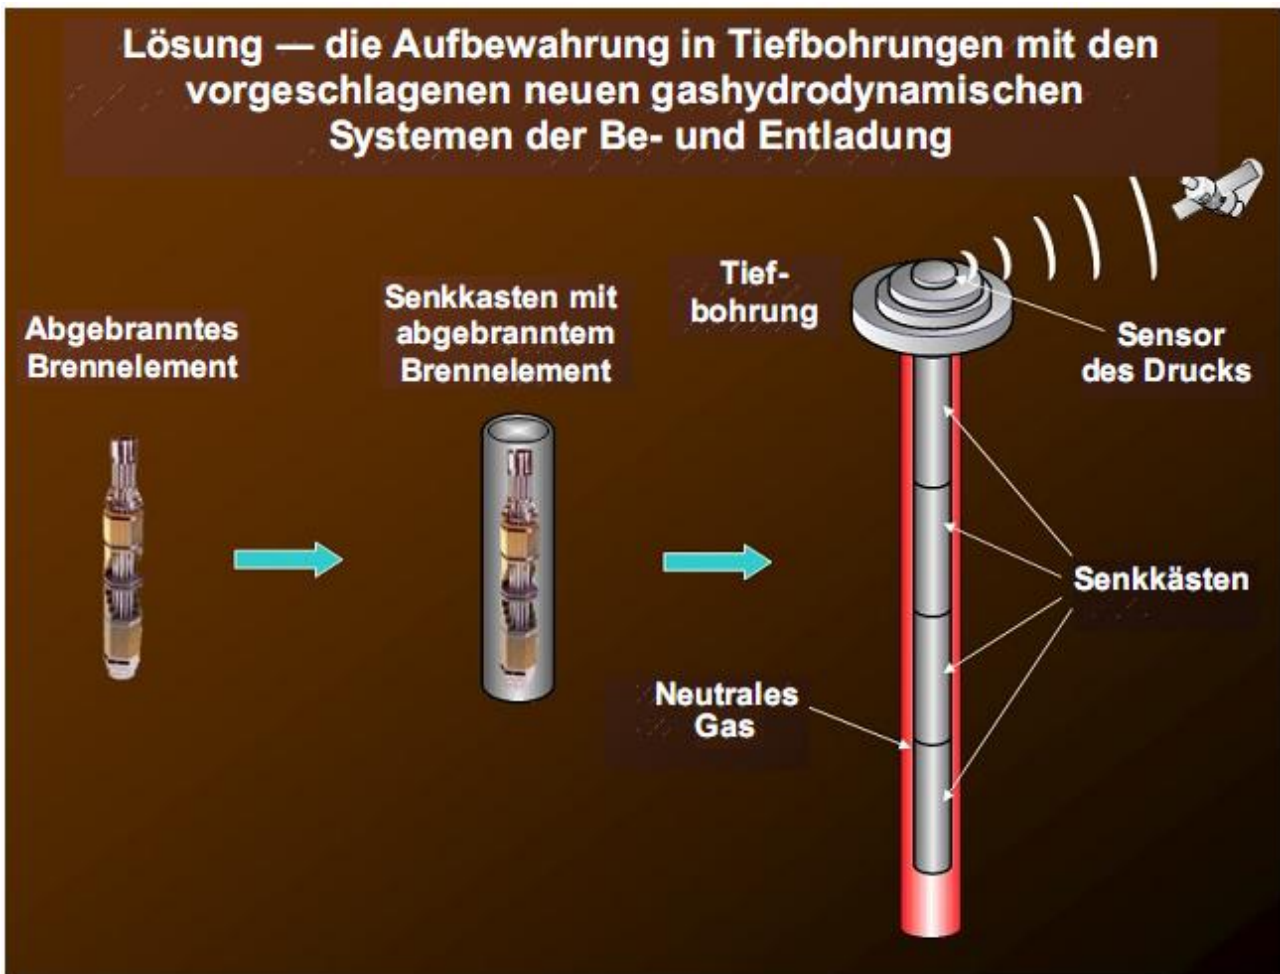 Lösung — die Aufbewahrung in Tiefbohrungen mit den
vorgeschlagenen neuen gashydrodynamischen
Systemen der Be- und Entladung
Abgebranntes
Brennelement
Senkkasten mit
abgebranntem
Brennelement
Tief-
bohrung
Sensor
des Drucks
Senkkästen
Neutrales
Gas